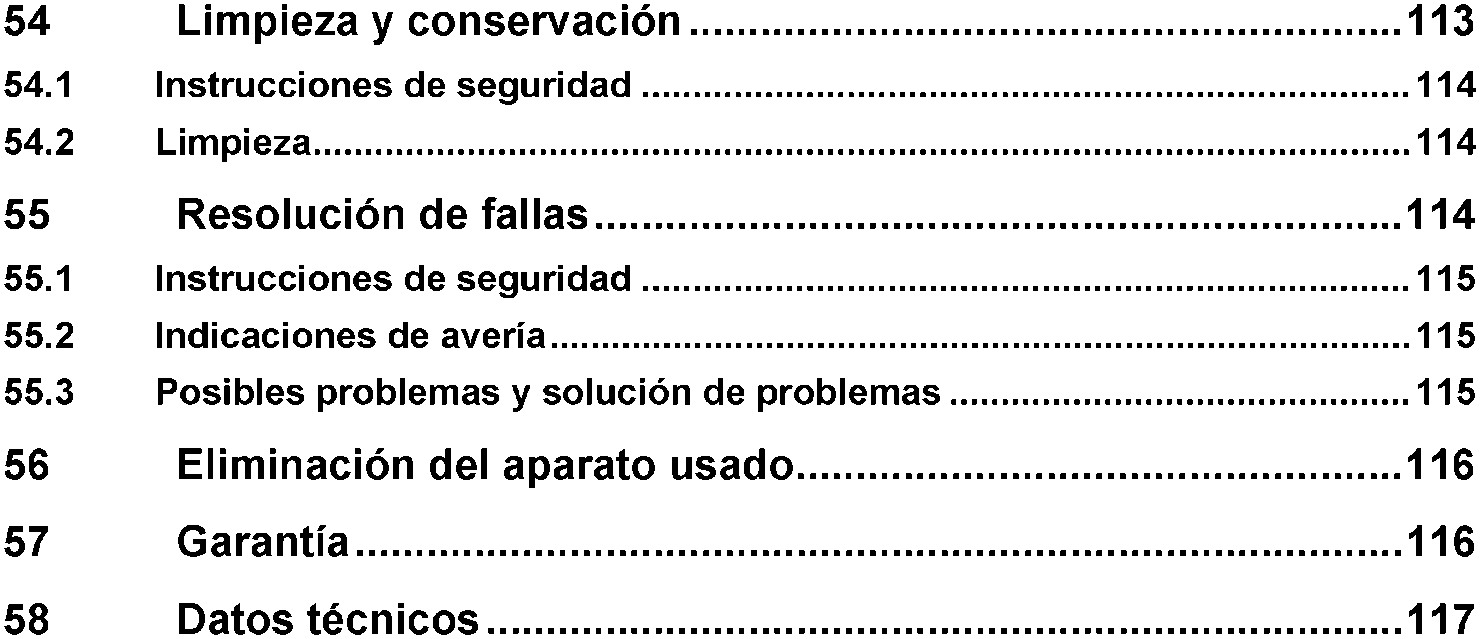 54 Limpieza y conservación ........................................................... 113
54.1 Instrucciones de seguridad ........................................................................... 114
54.2 Limpieza............................................................................................................ 114
55 Resolución de fallas ................................................................... 114
55.1 Instrucciones de seguridad ........................................................................... 115
55.2 Indicaciones de avería.................................................................................... 115
55.3 Posibles problemas y solución de problemas ............................................. 115
56 Eliminación del aparato usado.................................................. 116
57 Garantía....................................................................................... 116
58 Datos técnicos ............................................................................ 117